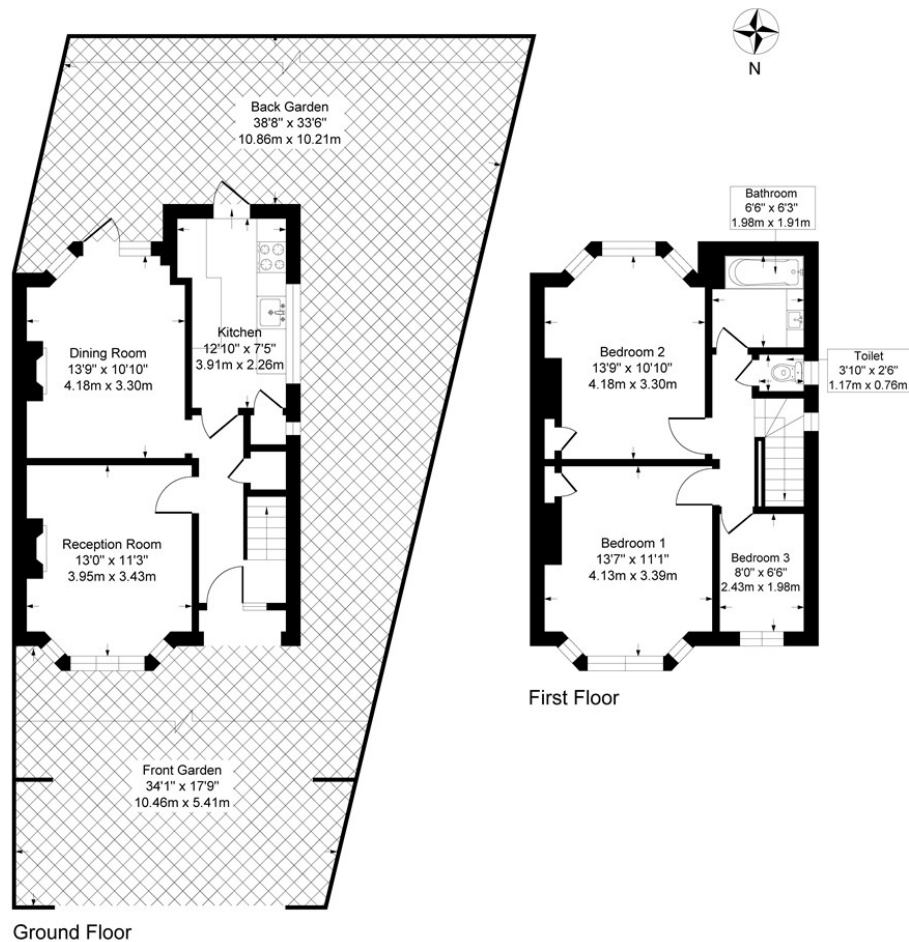 N
Back Garden
38'8" x 33'6"
10.86m x 10.21m
Kitchen
12'10" x 7'5"
3.91m x 2.26m
Dining Room
13'9" x 10'10"
4.18m x 3.30m
Reception Room
13'0" x 11'3"
3.95m x 3.43m
Front Garden
34'1" x 17'9"
10.46m x 5.41m
Ground Floor
Bathroom
6'6" x 6'3"
1.98m x 1.91m
Bedroom 2
13'9" x 10'10"
4.18m x 3.30m
Toilet
3'10" x 2'6"
1.17m x 0.76m
Bedroom 1
13'7" x 11'1"
4.13m x 3.39m
Bedroom 3
8'0" x 6'6"
2.43m x 1.98m
First Floor